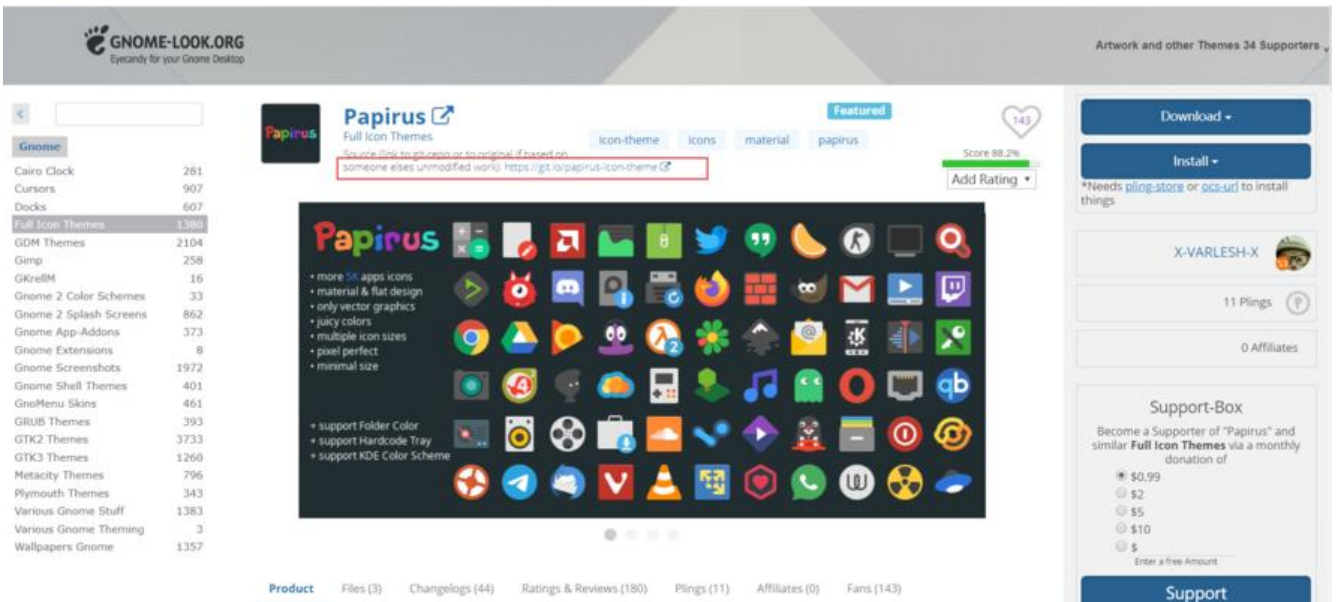 GNOME-LOOK.ORG
Eyecandy for your Gnome Desktop
Artwork and other Themes 34 Supporters
Gnome
Cairo Clock 281
Cursors 907
Docks 607
Full Icon Themes 1380
GDM Themes 2104
Gimp 258
GKrellM 16
Gnome 2 Color Schemes 33
Gnome 2 Splash Screens 862
Gnome App-Addons 373
Gnome Extensions 8
Gnome Screenshots 1972
Gnome Shell Themes 401
GnoMenu Skins 461
GRUB Themes 393
GTK2 Themes 3733
GTK3 Themes 1260
Metacity Themes 796
Plymouth Themes 343
Various Gnome Stuff 1383
Various Gnome Theming 3
Wallpapers Gnome 1357
Papirus
Papirus
Full Icon Themes
Source (link to git-repo or to original if based on
someone elses unmodified work): https://git.io/papirus-icon-theme
icon-theme icons material papirus
Featured
143
Score 88.2%
Add Rating
Papirus
• more 5K apps icons
• material & flat design
• only vector graphics
• juicy colors
• multiple icon sizes
• pixel perfect
• minimal size
+ support Folder Color
+ support Hardcode Tray
+ support KDE Color Scheme
Product Files (3) Changelogs (44) Ratings & Reviews (180) Plings (11) Affiliates (0) Fans (143)
Download
Install
*Needs pling-store or ocs-url to install
things
X-VARLESH-X
11 Plings
0 Affiliates
Support-Box
Become a Supporter of "Papirus" and
similar Full Icon Themes via a monthly
donation of
$0.99
$2
$5
$10
$
Enter a free Amount
Support